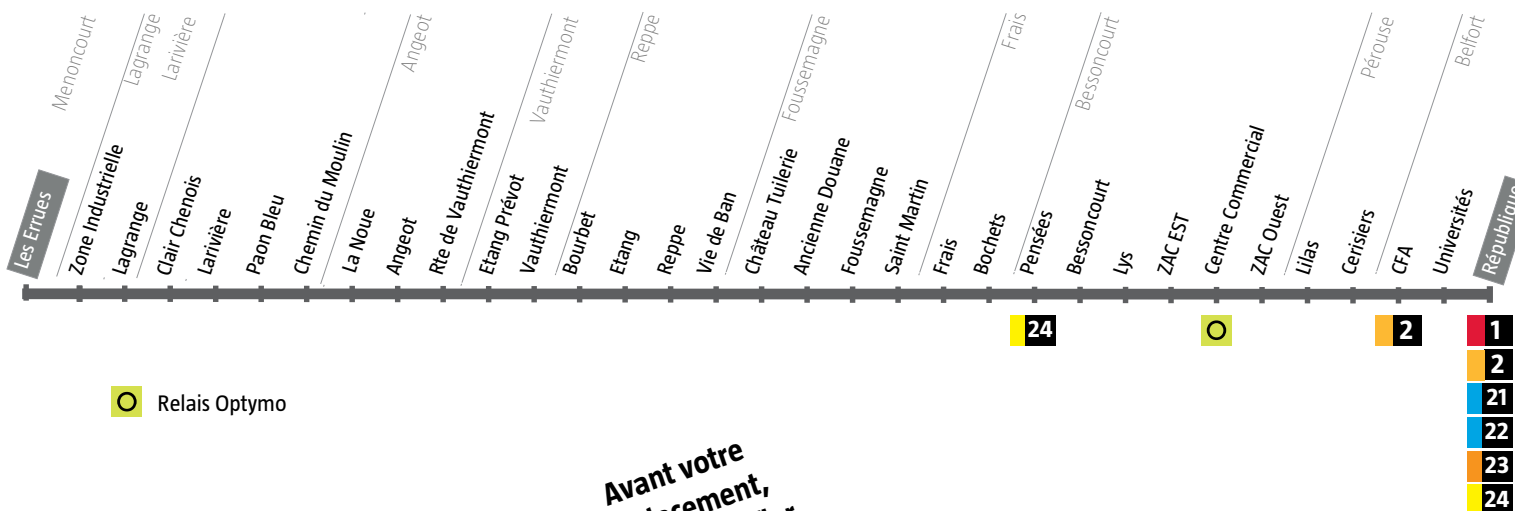 Menoncourt
Lagrange
Larivière
Angeot
Vauthiermont
Reppe
Foussemagne
Frais
Bessoncourt
Pérouse
Belfort
Les Errues
Zone Industrielle
Lagrange
Clair Chenois
Larivière
Paon Bleu
Chemin du Moulin
La Noue
Angeot
Rte de Vauthiermont
Etang Prévot
Vauthiermont
Bourbet
Etang
Reppe
Vie de Ban
Château Tuilerie
Ancienne Douane
Foussemagne
Saint Martin
Frais
Bochets
Pensées
Bessoncourt
Lys
ZAC EST
Centre Commercial
ZAC Ouest
Lilas
Cerisiers
CFA
Universités
République
24
2
1
2
21
22
23
24
Relais Optymo
Avant votre